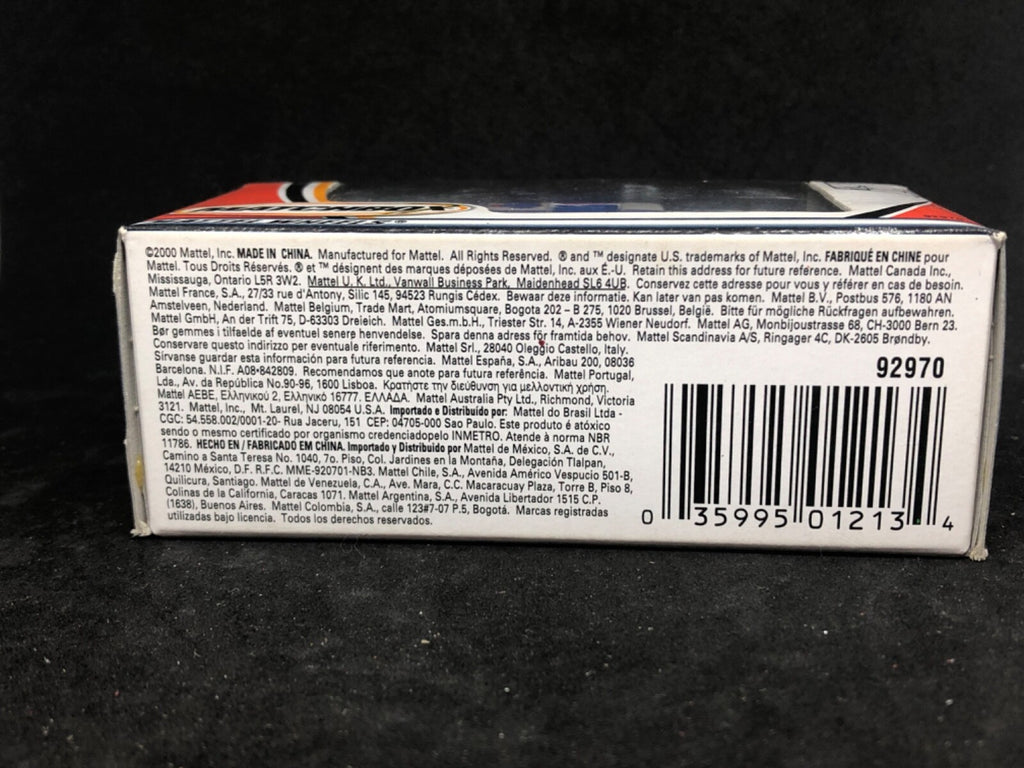 MATCHBOX
©2000 Mattel, Inc. MADE IN CHINA. Manufactured for Mattel. All Rights Reserved. ® and ™ designate U.S. trademarks of Mattel, Inc. FABRIQUÉ EN CHINE pour
Mattel. Tous Droits Réservés. ® et ™ désignent des marques déposées de Mattel, Inc. aux É.-U. Retain this address for future reference. Mattel Canada Inc.,
Mississauga, Ontario L5R 3W2. Mattel U.K. Ltd., Vanwall Business Park, Maidenhead SL6 4UB. Conservez cette adresse pour vous y référer en cas de besoin.
Mattel France, S.A., 27/33 rue d'Antony, Silic 145, 94523 Rungis Cédex. Bewaar deze informatie. Kan later van pas komen. Mattel B.V., Postbus 576, 1180 AN
Amstelveen, Nederland. Mattel Belgium, Trade Mart, Atomiumsquare, Bogota 202 – B 275, 1020 Brussel, België. Bitte für mögliche Rückfragen aufbewahren.
Mattel GmbH, An der Trift 75, D-63303 Dreieich. Mattel Ges.m.b.H., Triester Str. 14, A-2355 Wiener Neudorf. Mattel AG, Monbijoustrasse 68, CH-3000 Bern 23.
Bør gemmes i tilfælde af eventuel senere henvendelse. Spara denna adress för framtida behov. Mattel Scandinavia A/S, Ringager 4C, DK-2605 Brøndby.
Conservare questo indirizzo per eventuale riferimento. Mattel Srl., 28040 Oleggio Castello, Italy.
Sírvanse guardar esta información para futura referencia. Mattel España, S.A., Aribau 200, 08036
Barcelona. N.I.F. A08-842809. Recomendamos que anote para futura referência. Mattel Portugal,
Lda., Av. da República No.90-96, 1600 Lisboa. Κρατήστε την διεύθυνση για μελλοντική χρήση.
Mattel AEBE, Ελληνικού 2, Ελληνικό 16777. ΕΛΛΑΔΑ. Mattel Australia Pty Ltd., Richmond, Victoria
3121. Mattel, Inc., Mt. Laurel, NJ 08054 U.S.A. Importado e Distribuido por: Mattel do Brasil Ltda -
CGC: 54.558.002/0001-20- Rua Jaceru, 151 CEP: 04705-000 Sao Paulo. Este produto é atóxico
sendo o mesmo certificado por organismo credenciadopelo INMETRO. Atende à norma NBR
11786. HECHO EN / FABRICADO EM CHINA. Importado y Distribuido por Mattel de México, S.A. de C.V.,
Camino a Santa Teresa No. 1040, 7o. Piso, Col. Jardines en la Montaña, Delegación Tlalpan,
14210 México, D.F. R.F.C. MME-920701-NB3. Mattel Chile, S.A., Avenida Américo Vespucio 501-B,
Quilicura, Santiago. Mattel de Venezuela, C.A., Ave. Mara, C.C. Macaracuay Plaza, Torre B, Piso 8,
Colinas de la California, Caracas 1071. Mattel Argentina, S.A., Avenida Libertador 1515 C.P.
(1638), Buenos Aires. Mattel Colombia, S.A., calle 123#7-07 P.5, Bogotá. Marcas registradas
utilizadas bajo licencia. Todos los derechos reservados.
92970
0 35995 01213 4